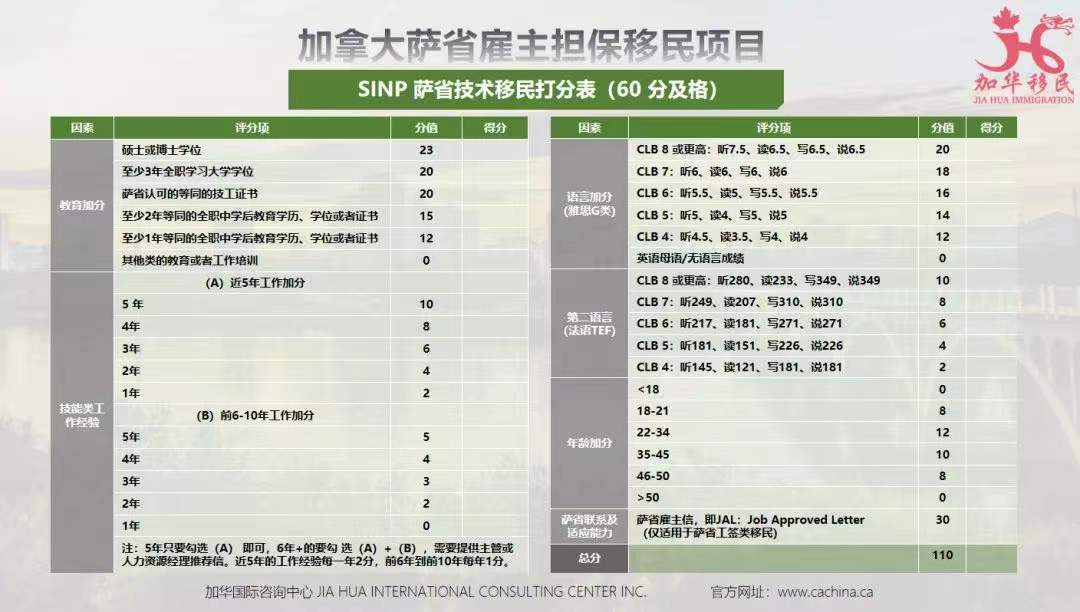 加拿大萨省雇主担保移民项目
加华移民
JIA HUA IMMIGRATION
SINP 萨省技术移民打分表（60 分及格）
因素 评分项 分值 得分
教育加分
硕士或博士学位 23
至少3年全职学习大学学位 20
萨省认可的等同的技工证书 20
至少2年等同的全职中学后教育学历、学位或者证书 15
至少1年等同的全职中学后教育学历、学位或者证书 12
其他类的教育或者工作培训 0
技能类工
作经验
（A）近5年工作加分
5 年 10
4年 8
3年 6
2年 4
1年 2
（B）前6-10年工作加分
5年 5
4年 4
3年 3
2年 2
1年 0
注：5年只要勾选（A） 即可，6年+的要勾 选（A）+（B），需要提供主管或
人力资源经理推荐信。近5年的工作经验每一年2分，前6年到前10年每年1分。
因素 评分项 分值 得分
语言加分
(雅思G类)
CLB 8 或更高：听7.5、读6.5、写6.5、说6.5 20
CLB 7：听6、读6、写6、说6 18
CLB 6：听5.5、读5、写5.5、说5.5 16
CLB 5：听5、读4、写5、说5 14
CLB 4：听4.5、读3.5、写4、说4 12
英语母语/无语言成绩 0
第二语言
(法语TEF)
CLB 8 或更高：听280、读233、写349、说349 10
CLB 7：听249、读207、写310、说310 8
CLB 6：听217、读181、写271、说271 6
CLB 5：听181、读151、写226、说226 4
CLB 4：听145、读121、写181、说181 2
年龄加分
<18 0
18-21 8
22-34 12
35-45 10
46-50 8
>50 0
萨省联系及
适应能力
萨省雇主信，即JAL：Job Approved Letter 30
（仅适用于萨省工签类移民)
总分 110
加华国际咨询中心 JIA HUA INTERNATIONAL CONSULTING CENTER INC. 官方网址：www.cachina.ca